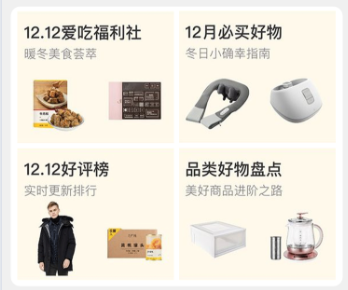 12.12爱吃福利社
暖冬美食荟萃
12月必买好物
冬日小确幸指南
12.12好评榜
实时更新排行
品类好物盘点
美好商品进阶之路